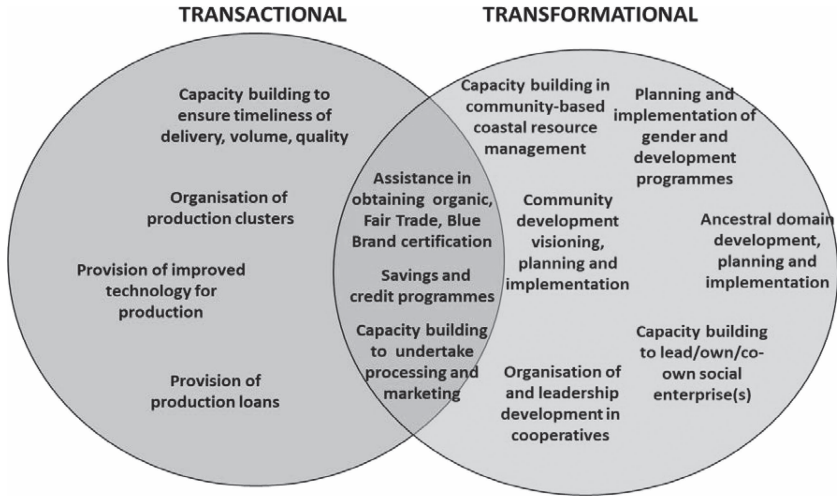 TRANSACTIONAL
TRANSFORMATIONAL
Capacity building to
ensure timeliness of
delivery, volume, quality
Organisation of
production clusters
Provision of improved
technology for
production
Provision of
production loans
Assistance in
obtaining organic,
Fair Trade, Blue
Brand certification
Savings and
credit programmes
Capacity building
to undertake
processing and
marketing
Capacity building in
community-based
coastal resource
management
Planning and
implementation of
gender and
development
programmes
Community
development
visioning,
planning and
implementation
Ancestral domain
development,
planning and
implementation
Organisation of
and leadership
development in
cooperatives
Capacity building
to lead/own/co-
own social
enterprise(s)